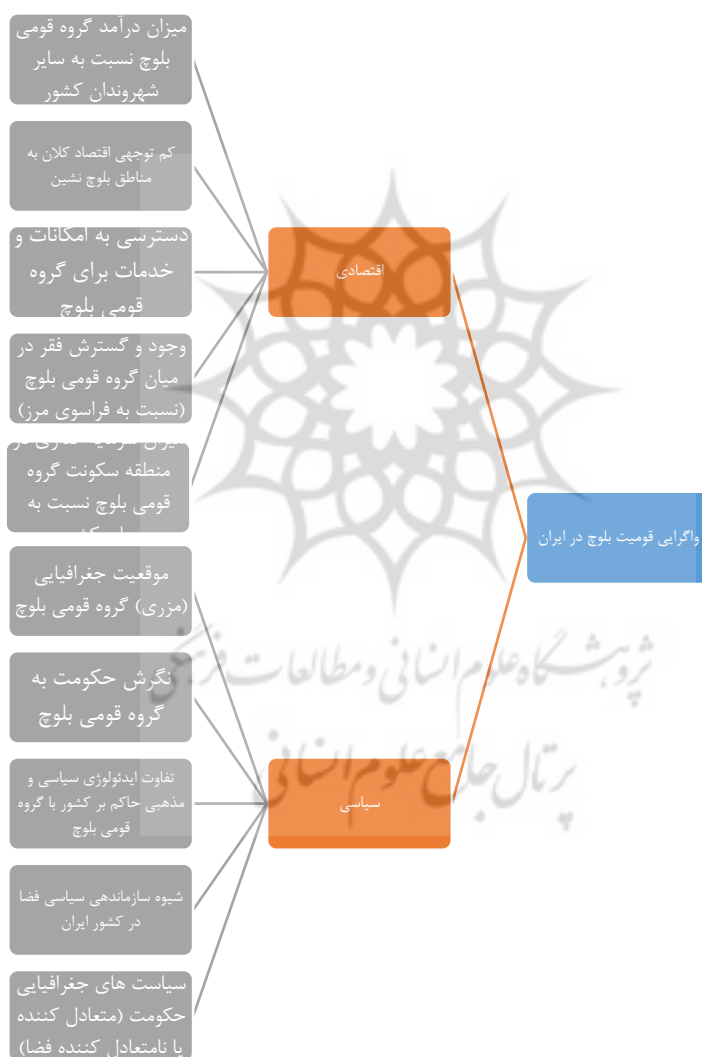 واگرایی قومیت بلوچ در ایران
اقتصادی
میزان درآمد گروه قومی
بلوچ نسبت به سایر
شهروندان کشور
کم توجهی اقتصاد کلان به
مناطق بلوچ نشین
دسترسی به امکانات و
خدمات برای گروه
قومی بلوچ
وجود و گسترش فقر در
میان گروه قومی بلوچ
(نسبت به فراسوی مرز)
میزان سرمایه گذاری در
منطقه سکونت گروه
قومی بلوچ نسبت به
سیاسی
موقعیت جغرافیایی
(مزری) گروه قومی بلوچ
نگرش حکومت به
گروه قومی بلوچ
تفاوت ایدئولوژی سیاسی و
مذهبی حاکم بر کشور با گروه
قومی بلوچ
شیوه سازماندهی سیاسی فضا
در کشور ایران
سیاست های جغرافیایی
حکومت (متعادل کننده
یا نامتعادل کننده فضا)
پژوهشگاه علوم انسانی و مطالعات فرهنگی
پرتال جامع علوم انسانی